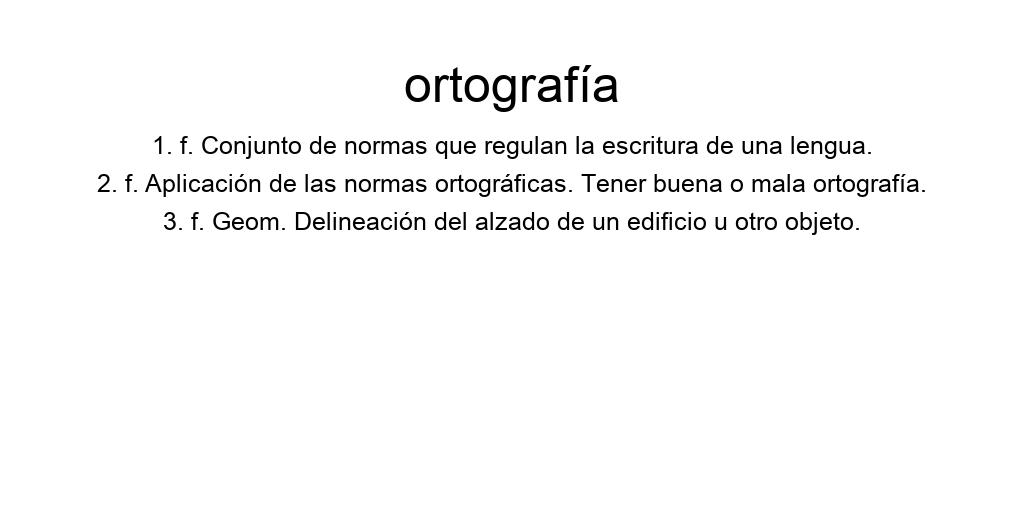 ortografía
1. f. Conjunto de normas que regulan la escritura de una lengua.
2. f. Aplicación de las normas ortográficas. Tener buena o mala ortografía.
3. f. Geom. Delineación del alzado de un edificio u otro objeto.